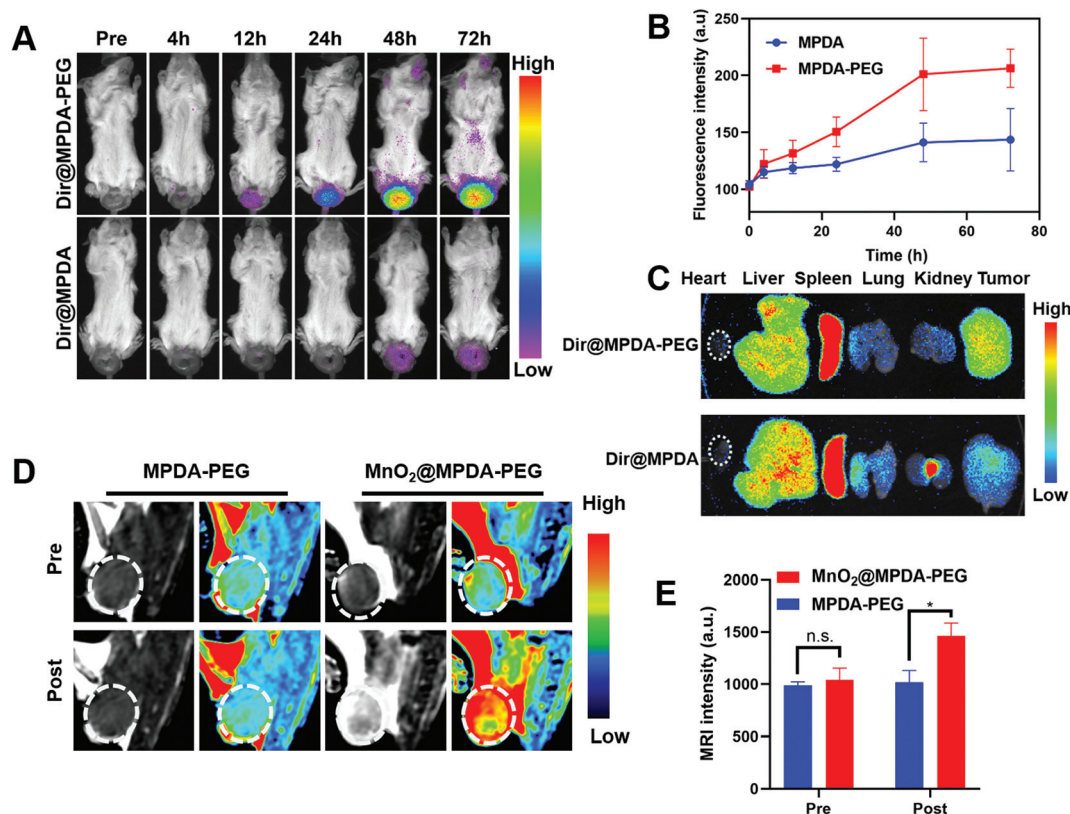 A
Pre 4h 12h 24h 48h 72h
Dir@MPDA-PEG
Dir@MPDA
High
Low
B
Fluorescence intensity (a.u)
250
200
150
100
0 20 40 60 80
Time (h)
MPDA
MPDA-PEG
C
Heart Liver Spleen Lung Kidney Tumor
Dir@MPDA-PEG
Dir@MPDA
High
Low
D
MPDA-PEG MnO₂@MPDA-PEG
Pre
Post
High
Low
E
MRI intensity (a.u.)
2000
1500
1000
500
0
MnO₂@MPDA-PEG
MPDA-PEG
n.s.
*
Pre Post